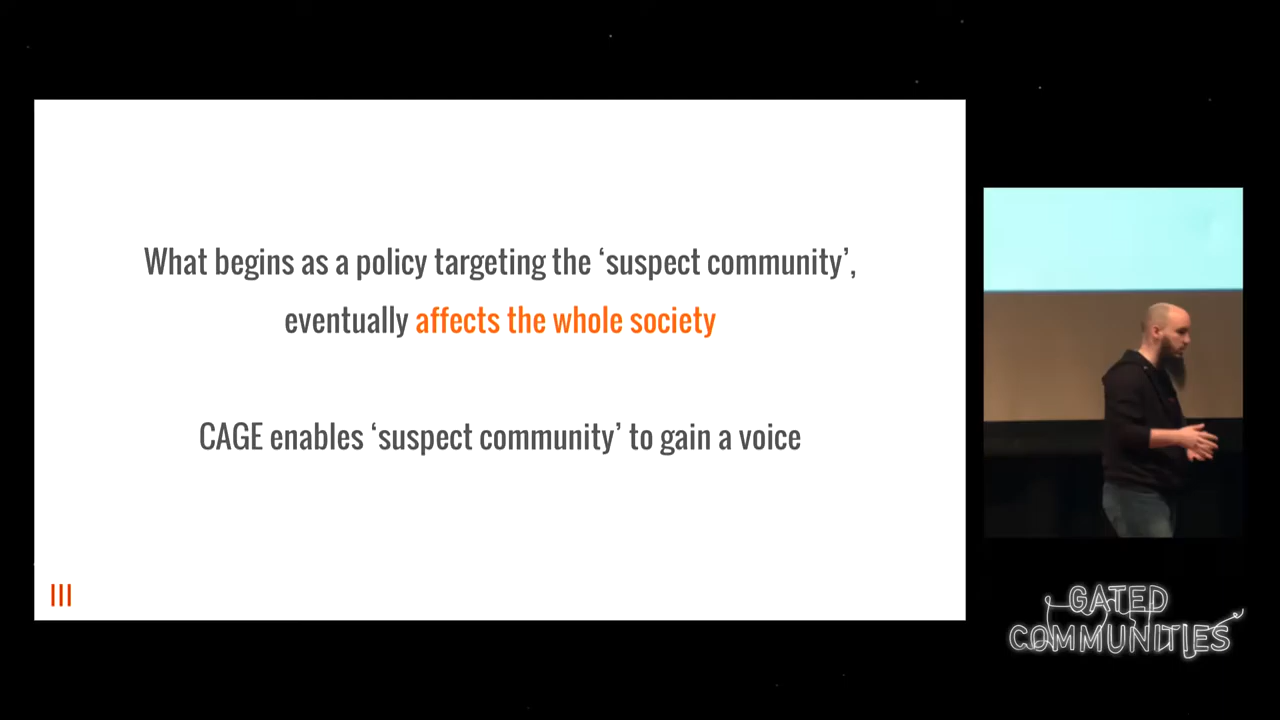 What begins as a policy targeting the ‘suspect community’,
eventually affects the whole society
CAGE enables ‘suspect community’ to gain a voice
GATED
COMMUNITIES